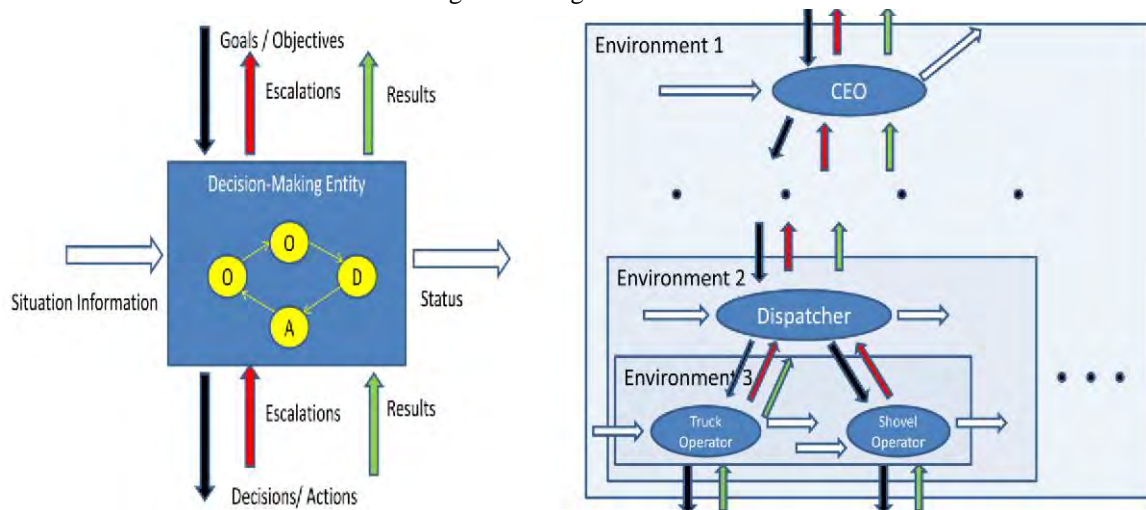 Goals / Objectives
Escalations
Results
Decision-Making Entity
O
O
D
A
Situation Information
Status
Escalations
Results
Decisions/ Actions
Environment 1
CEO
Environment 2
Dispatcher
Environment 3
Truck
Operator
Shovel
Operator